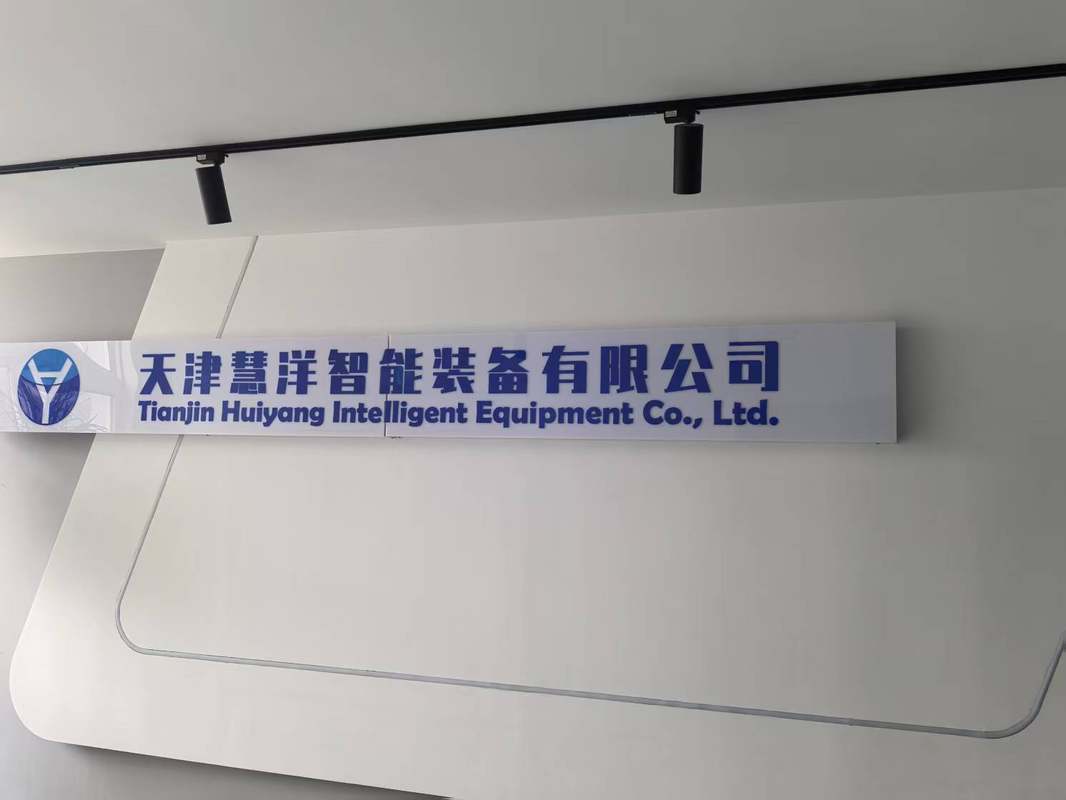 天津慧洋智能装备有限公司
Tianjin Huiyang Intelligent Equipment Co., Ltd.